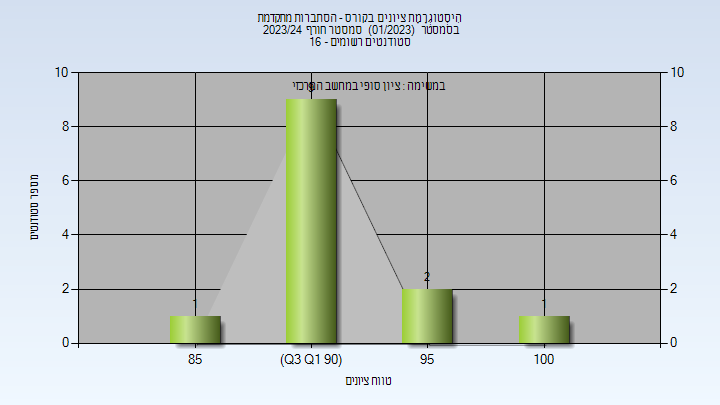 היסטוגרמת ציונים בקורס - הסתברות מתקדמת
בסמסטר (01/2023) סמסטר חורף 2023/24
סטודנטים רשומים - 16
במשימה : ציון סופי במחשב המרכזי
10 10
8 8
6 6
4 4
2 2
0 0
1 9 2 1
מספר סטודנטים
85 (Q3 Q1 90) 95 100
טווח ציונים